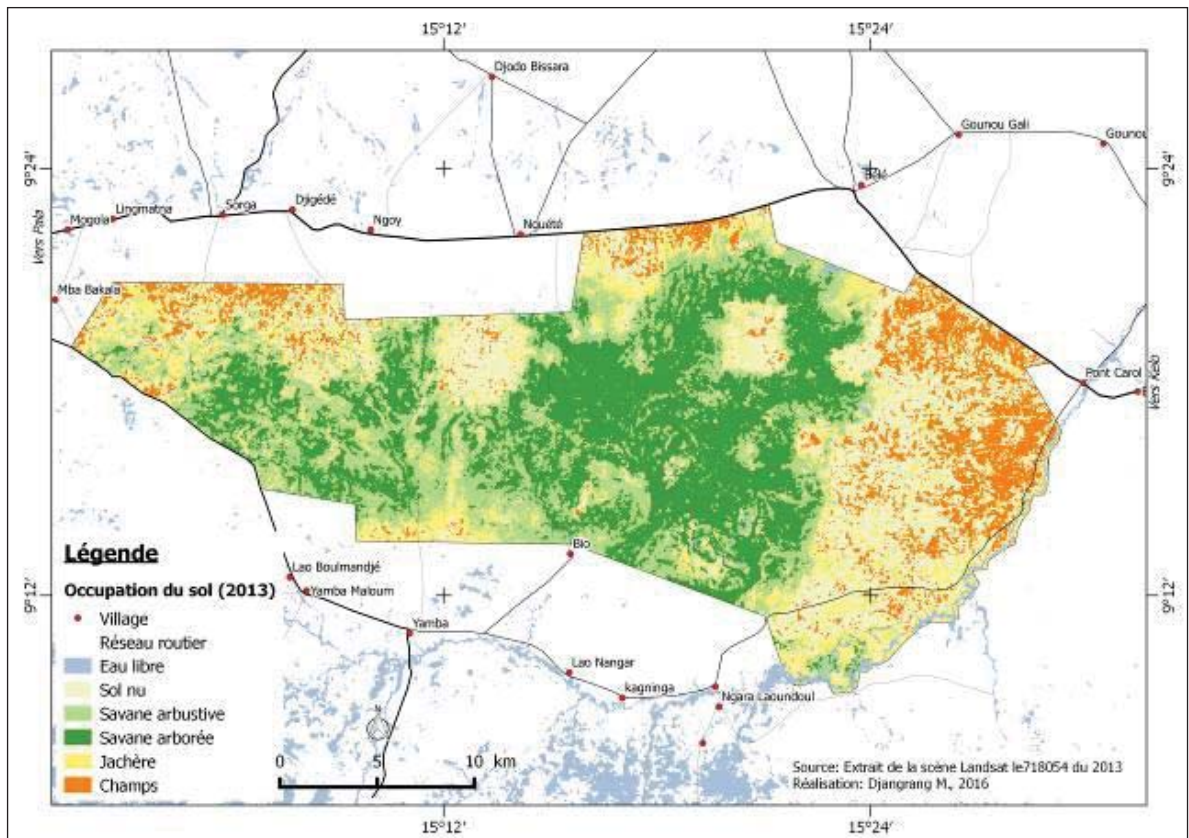 15°12'
15°24'
Djodo Bissara
Gounou Gali
Gounou
9°24'
9°24'
Béré
Sorga
Djigédé
Lingmatna
Mogola
Ngoy
Nouété
Vers Pala
Mba Bakala
Pont Carol
Vers Kelo
Bio
Légende
Occupation du sol (2013)
Village
Réseau routier
Eau libre
Sol nu
Savane arbustive
Savane arborée
Jachère
Champs
Lao Boulmandjé
Yamba Maloum
9°12'
9°12'
Yamba
Lao Nangar
kagninga
Ngara Laoundoul
N
0 5 10 km
Source: Extrait de la scène Landsat le718054 du 2013
Réalisation: Djangrang M., 2016
15°12'
15°24'